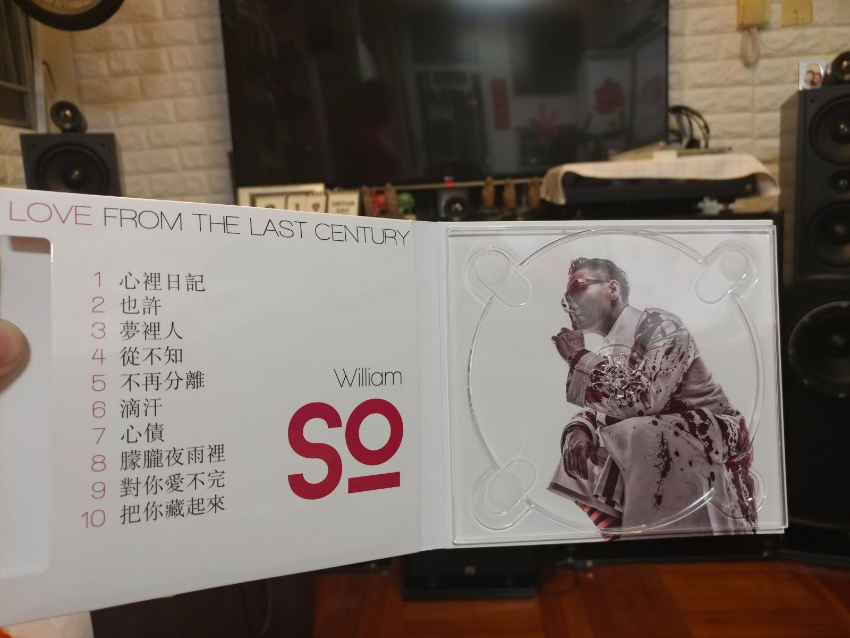 LOVE FROM THE LAST CENTURY
1 心裡日記
2 也許
3 夢裡人
4 從不知
5 不再分離
6 滴汗
7 心債
8 朦朧夜雨裡
9 對你愛不完
10 把你藏起來
William
So